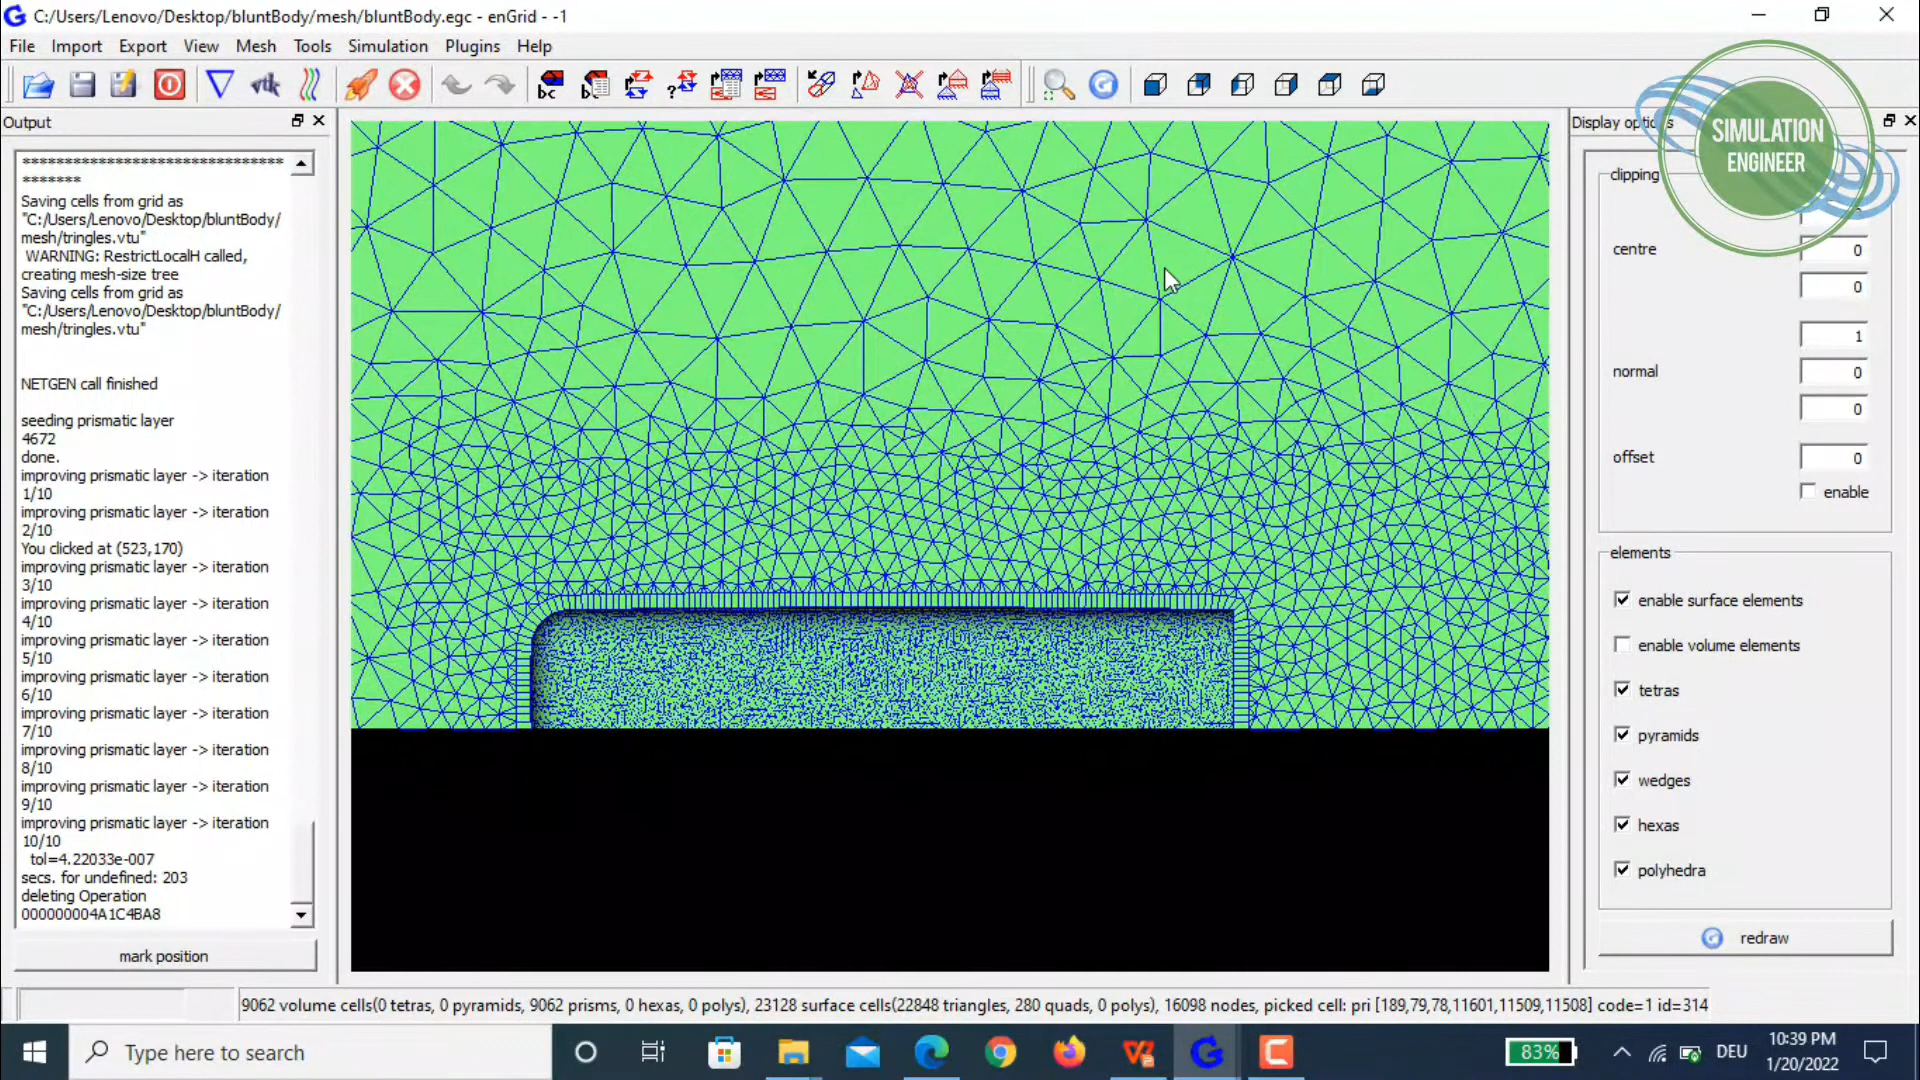 C:/Users/Lenovo/Desktop/bluntBody/mesh/bluntBody.egc - enGrid - -1
File Import Export View Mesh Tools Simulation Plugins Help
bc bc
vtk
Output
Display options
SIMULATION
ENGINEER
********************************
*******
Saving cells from grid as
"C:/Users/Lenovo/Desktop/bluntBody/
mesh/tringles.vtu"
WARNING: RestrictLocalH called,
creating mesh-size tree
Saving cells from grid as
"C:/Users/Lenovo/Desktop/bluntBody/
mesh/tringles.vtu"
NETGEN call finished
seeding prismatic layer
4672
done.
improving prismatic layer -> iteration
1/10
improving prismatic layer -> iteration
2/10
You clicked at (523,170)
improving prismatic layer -> iteration
3/10
improving prismatic layer -> iteration
4/10
improving prismatic layer -> iteration
5/10
improving prismatic layer -> iteration
6/10
improving prismatic layer -> iteration
7/10
improving prismatic layer -> iteration
8/10
improving prismatic layer -> iteration
9/10
improving prismatic layer -> iteration
10/10
tol=4.22033e-007
secs. for undefined: 203
deleting Operation
000000004A1C4BA8
mark position
clipping
centre 0
0
1
normal 0
0
offset 0
enable
elements
enable surface elements
enable volume elements
tetras
pyramids
wedges
hexas
polyhedra
redraw
9062 volume cells(0 tetras, 0 pyramids, 9062 prisms, 0 hexas, 0 polys), 23128 surface cells(22848 triangles, 280 quads, 0 polys), 16098 nodes, picked cell: pri [189,79,78,11601,11509,11508] code=1 id=314
Type here to search
83%
DEU
10:39 PM
1/20/2022